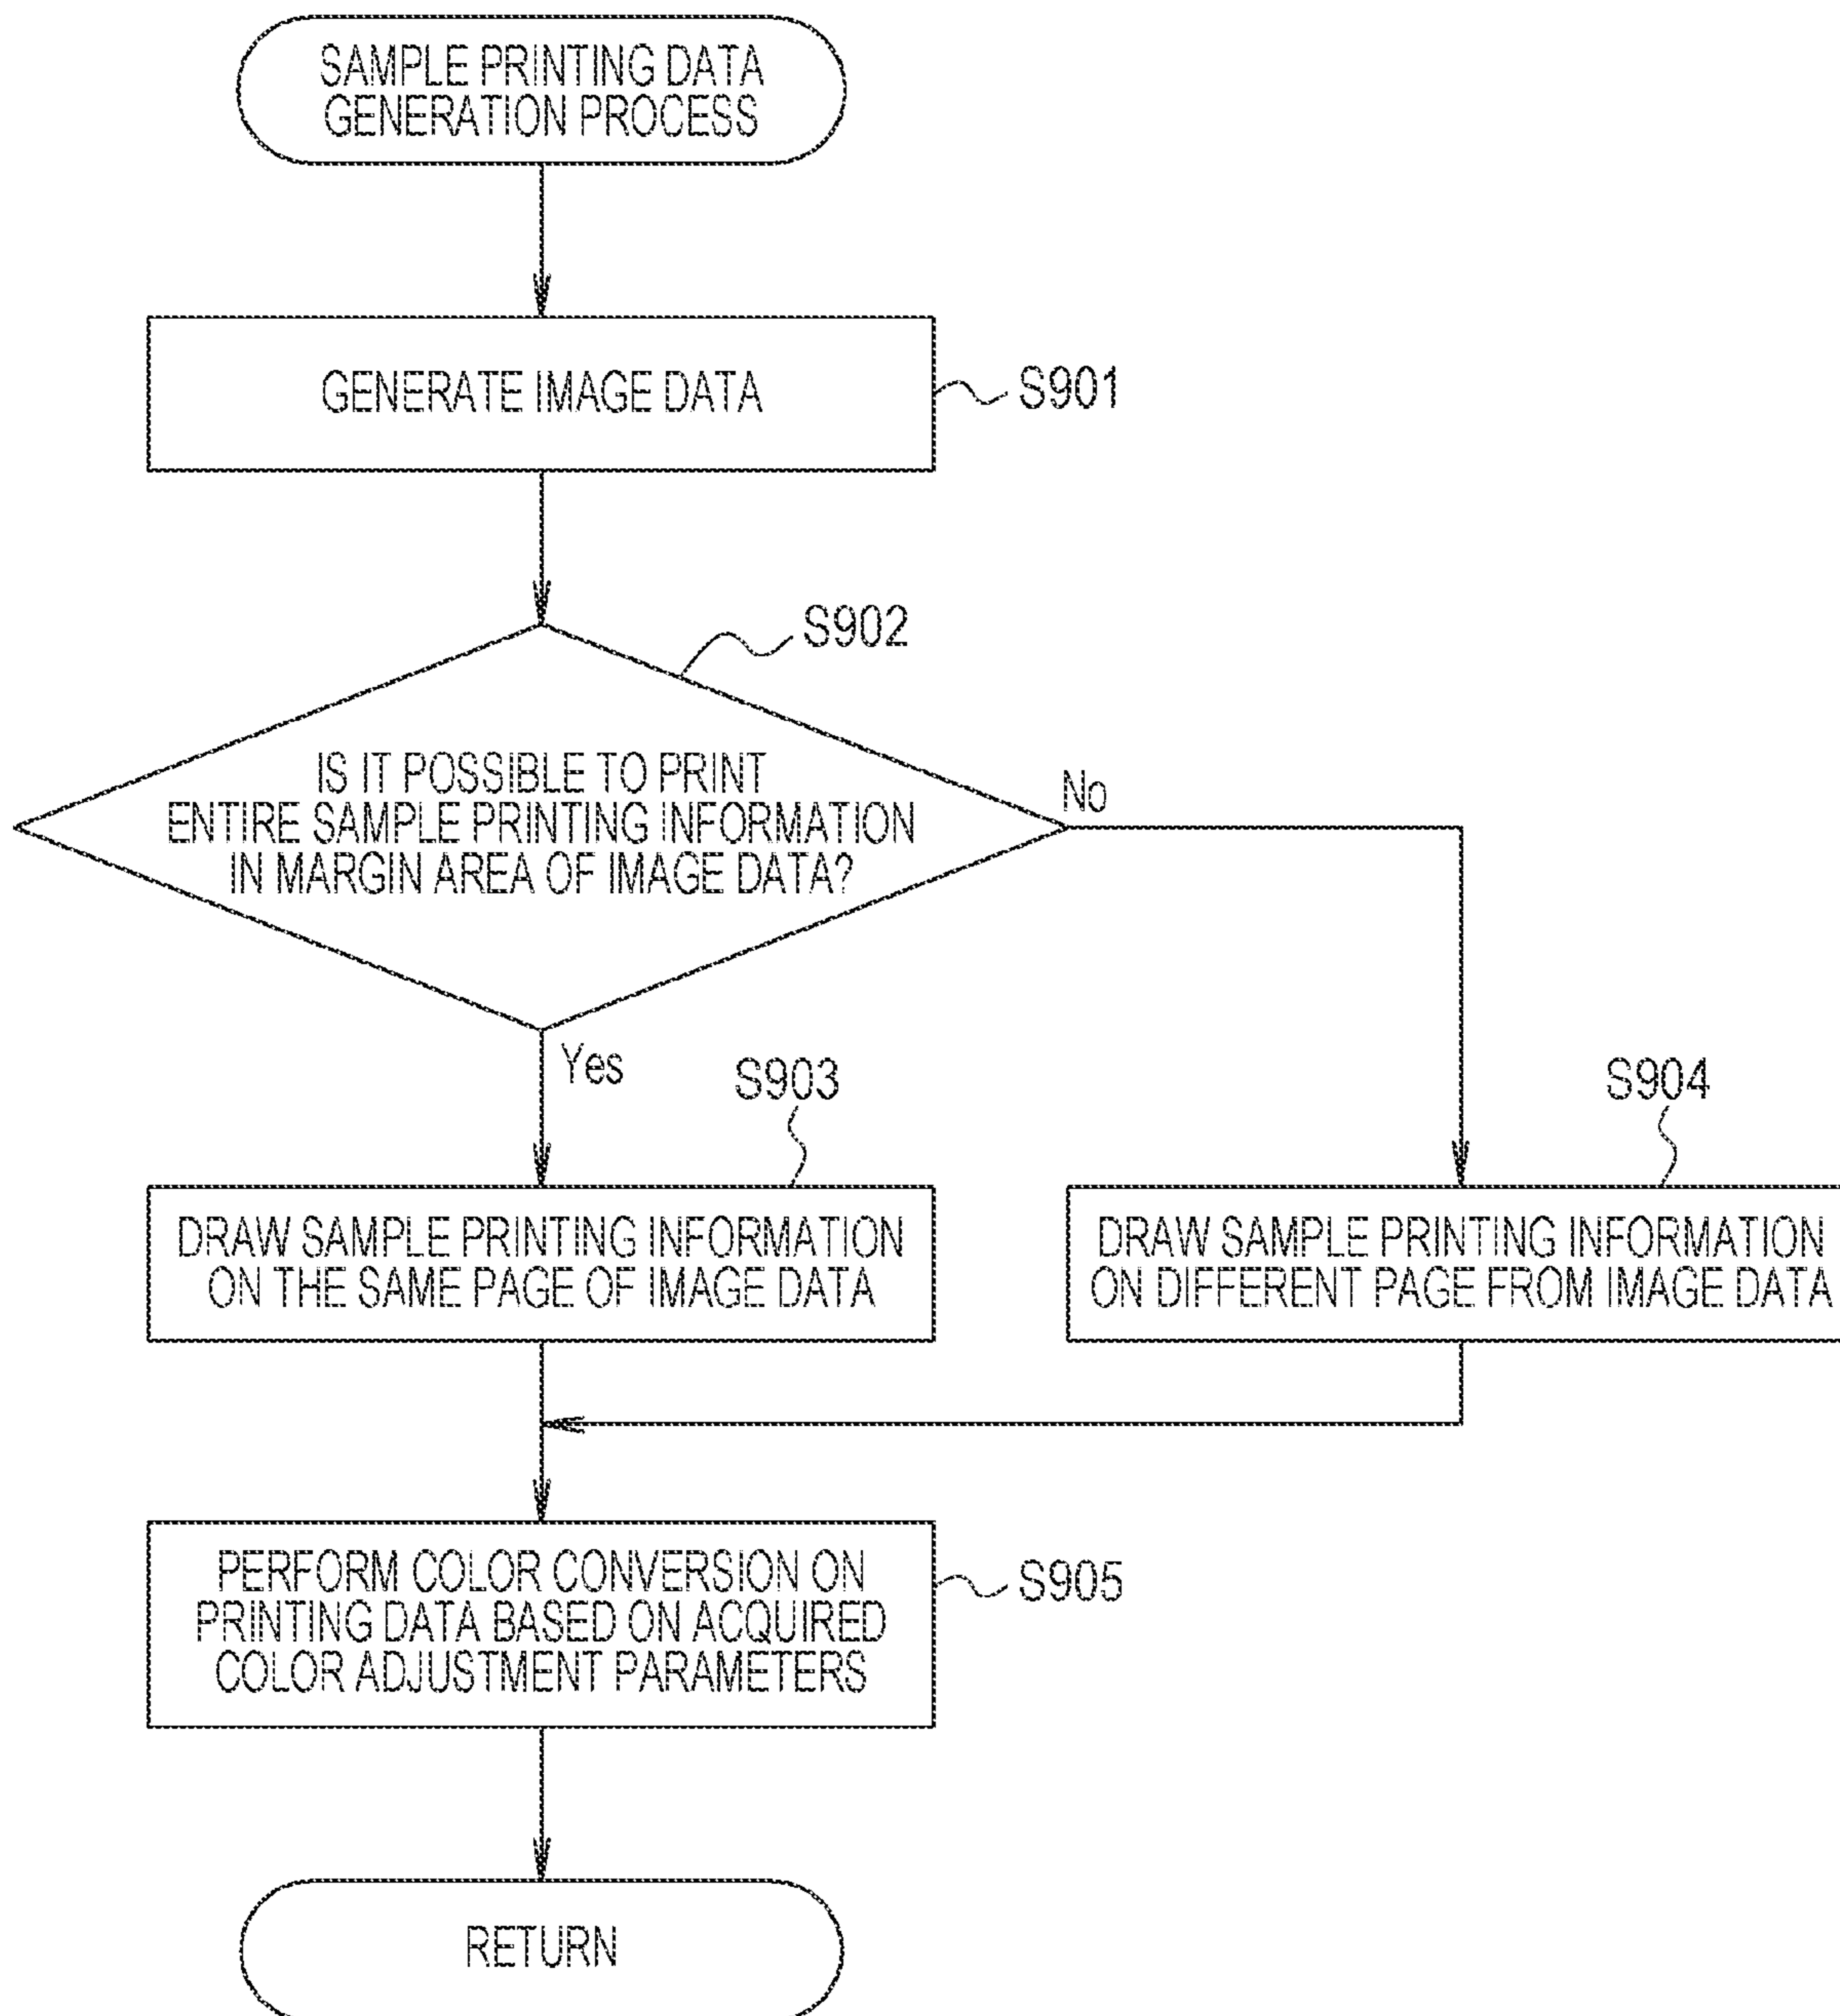 SAMPLE PRINTING DATA
GENERATION PROCESS
GENERATE IMAGE DATA
S901
S902
IS IT POSSIBLE TO PRINT
ENTIRE SAMPLE PRINTING INFORMATION
IN MARGIN AREA OF IMAGE DATA?
No
Yes
S903
S904
DRAW SAMPLE PRINTING INFORMATION
ON THE SAME PAGE OF IMAGE DATA
DRAW SAMPLE PRINTING INFORMATION
ON DIFFERENT PAGE FROM IMAGE DATA
PERFORM COLOR CONVERSION ON
PRINTING DATA BASED ON ACQUIRED
COLOR ADJUSTMENT PARAMETERS
S905
RETURN